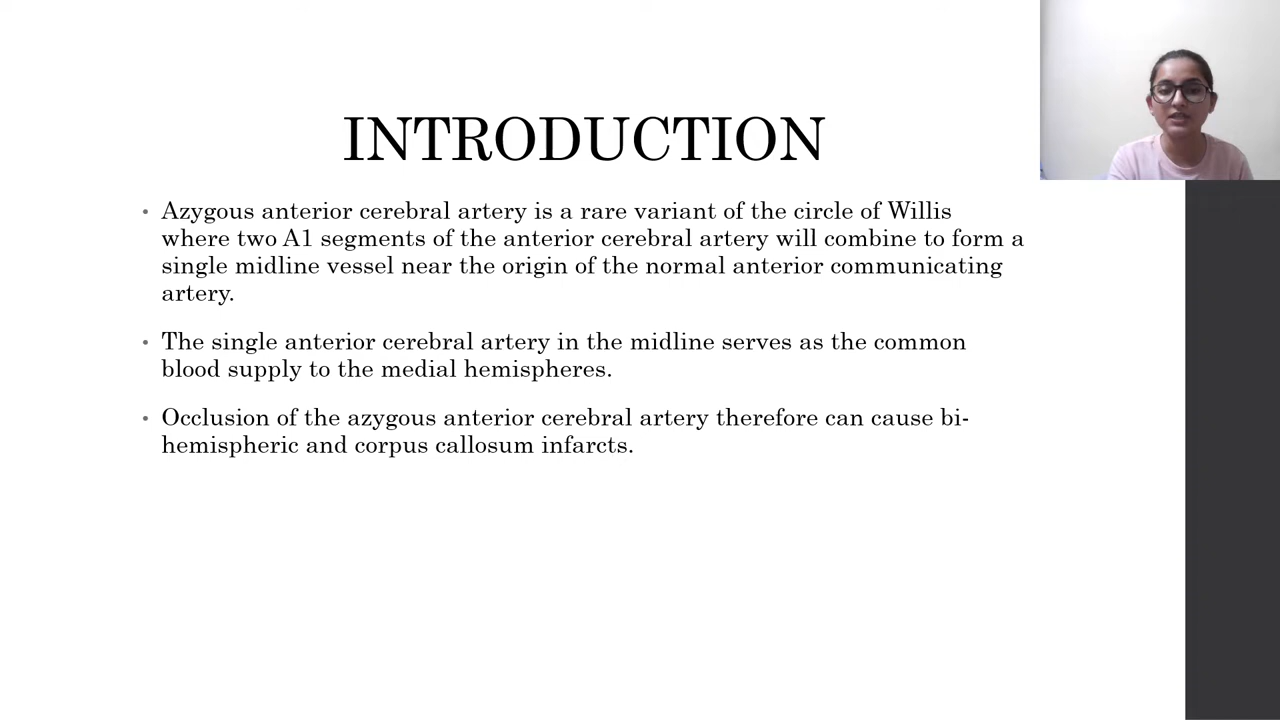 INTRODUCTION
• Azygous anterior cerebral artery is a rare variant of the circle of Willis
where two A1 segments of the anterior cerebral artery will combine to form a
single midline vessel near the origin of the normal anterior communicating
artery.
• The single anterior cerebral artery in the midline serves as the common
blood supply to the medial hemispheres.
• Occlusion of the azygous anterior cerebral artery therefore can cause bi-
hemispheric and corpus callosum infarcts.